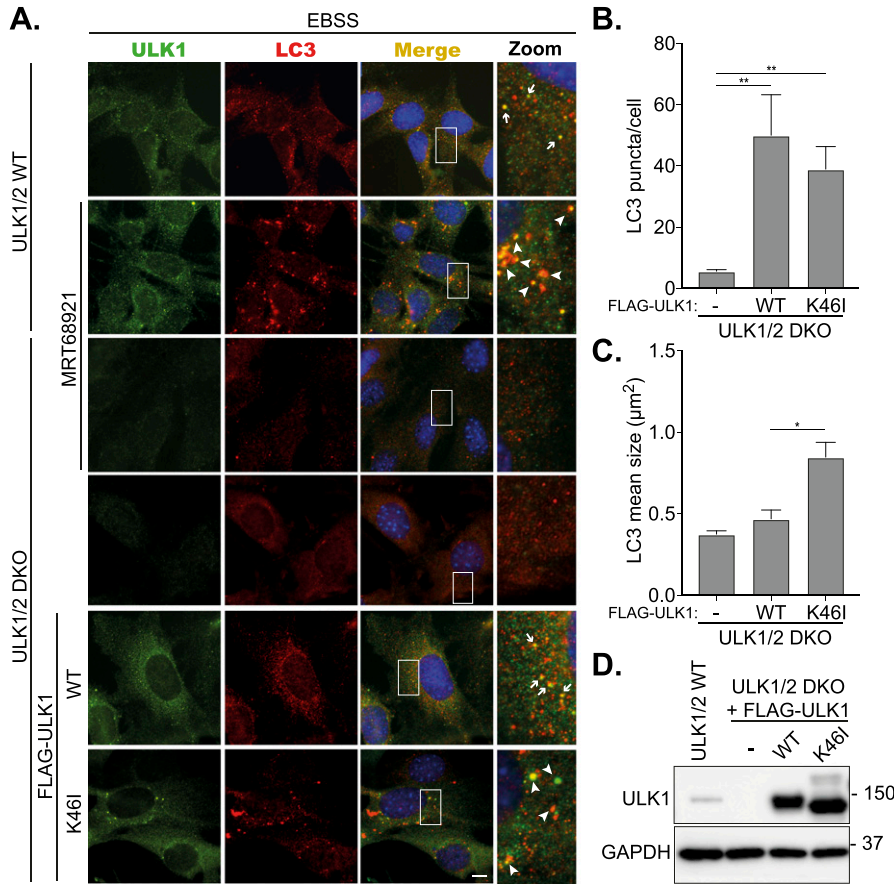 A.
EBSS
ULK1
LC3
Merge
Zoom
ULK1/2 WT
MRT68921
ULK1/2 DKO
FLAG-ULK1
WT
K46I
B.
LC3 puncta/cell
80
60
40
20
0
**
**
FLAG-ULK1: - WT K46I
ULK1/2 DKO
C.
LC3 mean size (µm²)
1.5
1.0
0.5
0.0
*
FLAG-ULK1: - WT K46I
ULK1/2 DKO
D.
ULK1/2 WT
ULK1/2 DKO
+ FLAG-ULK1
- WT K46I
ULK1
- 150
GAPDH
- 37